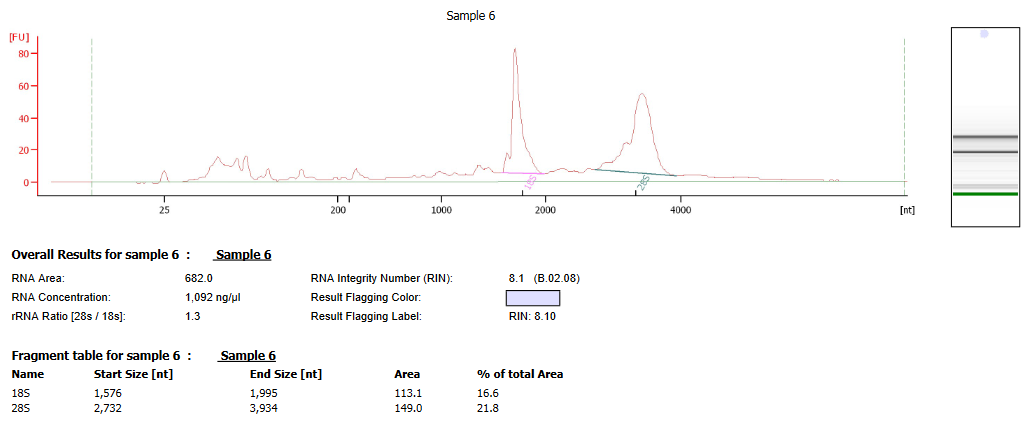 Sample 6
[FU]
80
60
40
20
0
18S
28S
25 200 1000 2000 4000 [nt]
Overall Results for sample 6 : Sample 6
RNA Area: 682.0 RNA Integrity Number (RIN): 8.1 (B.02.08)
RNA Concentration: 1,092 ng/µl Result Flagging Color:
rRNA Ratio [28s / 18s]: 1.3 Result Flagging Label: RIN: 8.10
Fragment table for sample 6 : Sample 6
Name Start Size [nt] End Size [nt] Area % of total Area
18S 1,576 1,995 113.1 16.6
28S 2,732 3,934 149.0 21.8